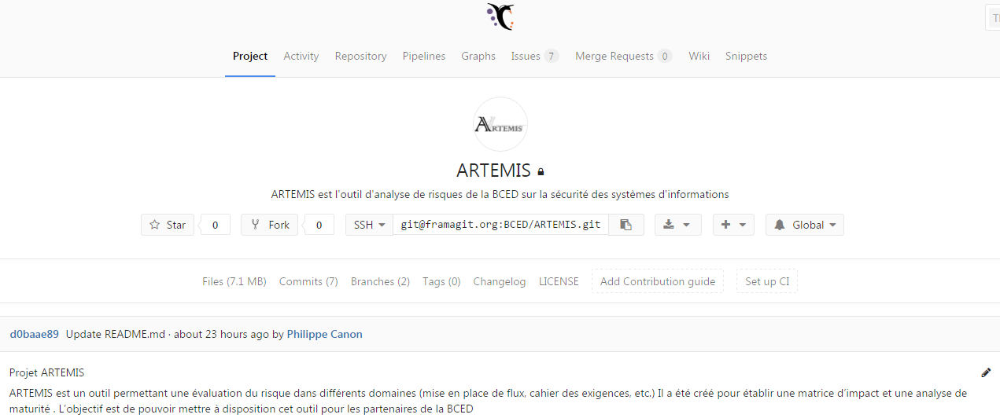 Project Activity Repository Pipelines Graphs Issues 7 Merge Requests 0 Wiki Snippets
ARTEMIS
ARTEMIS
ARTEMIS est l'outil d'analyse de risques de la BCED sur la sécurité des systèmes d'informations
Star 0 Fork 0 SSH git@framagit.org:BCED/ARTEMIS.git Global
Files (7.1 MB) Commits (7) Branches (2) Tags (0) Changelog LICENSE Add Contribution guide Set up CI
d0baae89 Update README.md · about 23 hours ago by Philippe Canon
Projet ARTEMIS
ARTEMIS est un outil permettant une évaluation du risque dans différents domaines (mise en place de flux, cahier des exigences, etc.) Il a été créé pour établir une matrice d’impact et une analyse de
maturité . L’objectif est de pouvoir mettre à disposition cet outil pour les partenaires de la BCED